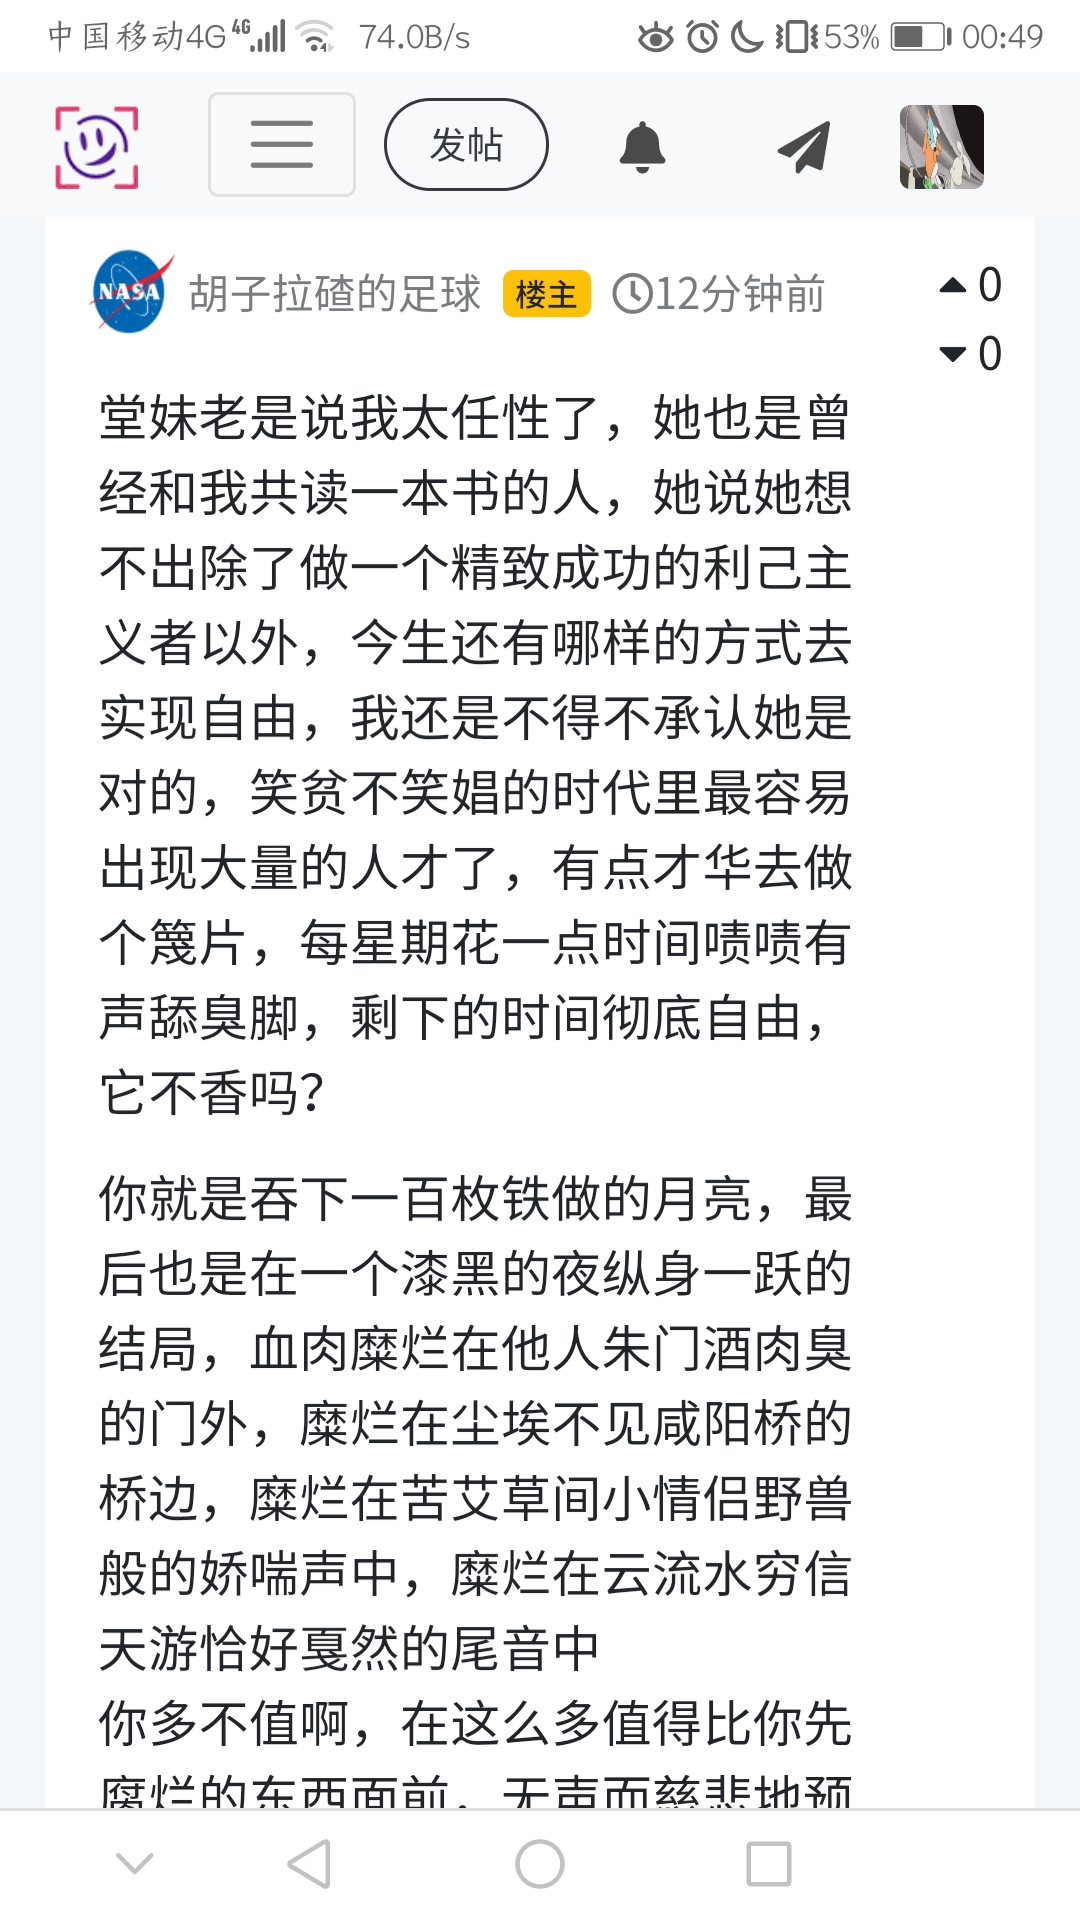 中国移动4G 4G 74.0B/s 53% 00:49
发帖
NASA 胡子拉碴的足球 楼主 12分钟前 0
0
堂妹老是说我太任性了，她也是曾
经和我共读一本书的人，她说她想
不出除了做一个精致成功的利己主
义者以外，今生还有哪样的方式去
实现自由，我还是不得不承认她是
对的，笑贫不笑娼的时代里最容易
出现大量的人才了，有点才华去做
个篾片，每星期花一点时间啧啧有
声舔臭脚，剩下的时间彻底自由，
它不香吗？
你就是吞下一百枚铁做的月亮，最
后也是在一个漆黑的夜纵身一跃的
结局，血肉糜烂在他人朱门酒肉臭
的门外，糜烂在尘埃不见咸阳桥的
桥边，糜烂在苦艾草间小情侣野兽
般的娇喘声中，糜烂在云流水穷信
天游恰好戛然的尾音中
你多不值啊，在这么多值得比你先
腐烂的东西面前，无声而慈悲地预